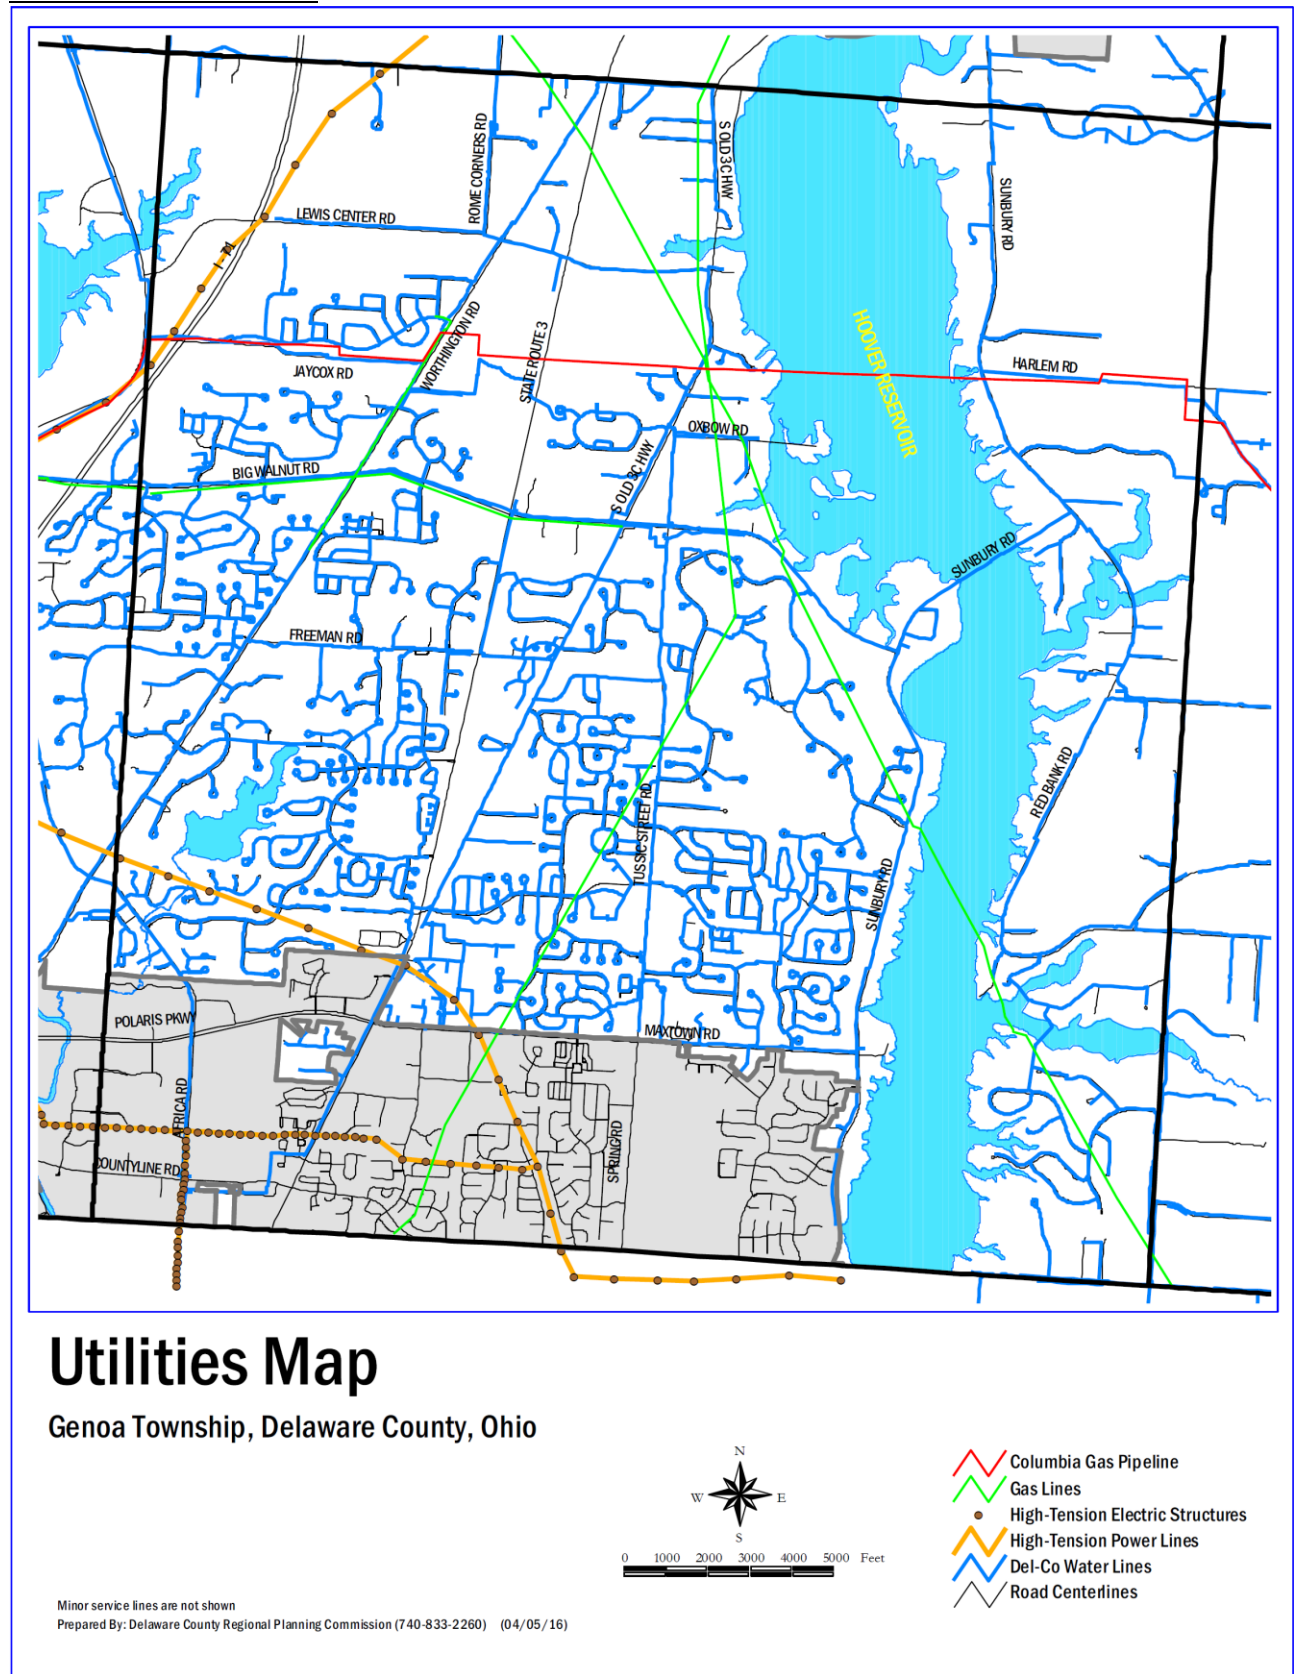 S OLD 3C HWY
ROME CORNERS RD
SUNBURY RD
LEWIS CENTER RD
I - 71
HOOVER RESERVOIR
WORTHINGTON RD
STATE ROUTE 3
HARLEM RD
JAYCOX RD
OXBOW RD
S OLD 3C HWY
BIG WALNUT RD
SUNBURY RD
FREEMAN RD
RED BANK RD
TUSSIC STREET RD
SUNBURY RD
POLARIS PKWY
MAXTOWN RD
AFRICA RD
SPRING RD
COUNTYLINE RD
Utilities Map
Genoa Township, Delaware County, Ohio
N
W E
S
0 1000 2000 3000 4000 5000 Feet
Columbia Gas Pipeline
Gas Lines
High-Tension Electric Structures
High-Tension Power Lines
Del-Co Water Lines
Road Centerlines
Minor service lines are not shown
Prepared By: Delaware County Regional Planning Commission (740-833-2260) (04/05/16)